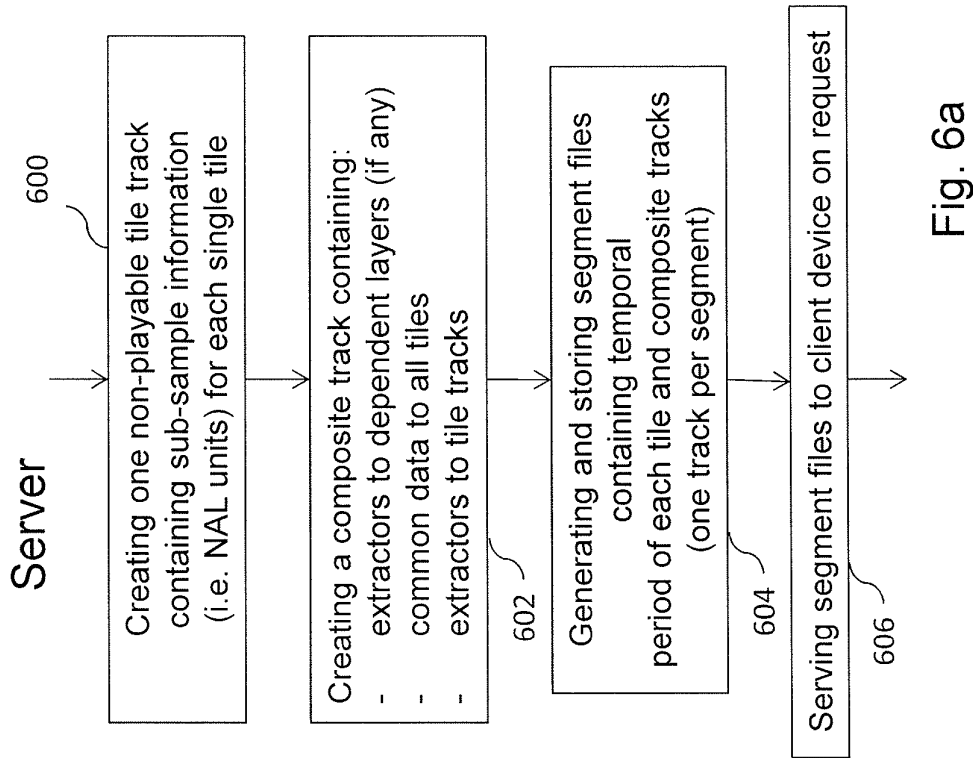 Server
600
Creating one non-playable tile track
containing sub-sample information
(i.e. NAL units) for each single tile
Creating a composite track containing:
- extractors to dependent layers (if any)
- common data to all tiles
- extractors to tile tracks
602
Generating and storing segment files
containing temporal
period of each tile and composite tracks
(one track per segment)
604
Serving segment files to client device on request
606
Fig. 6a